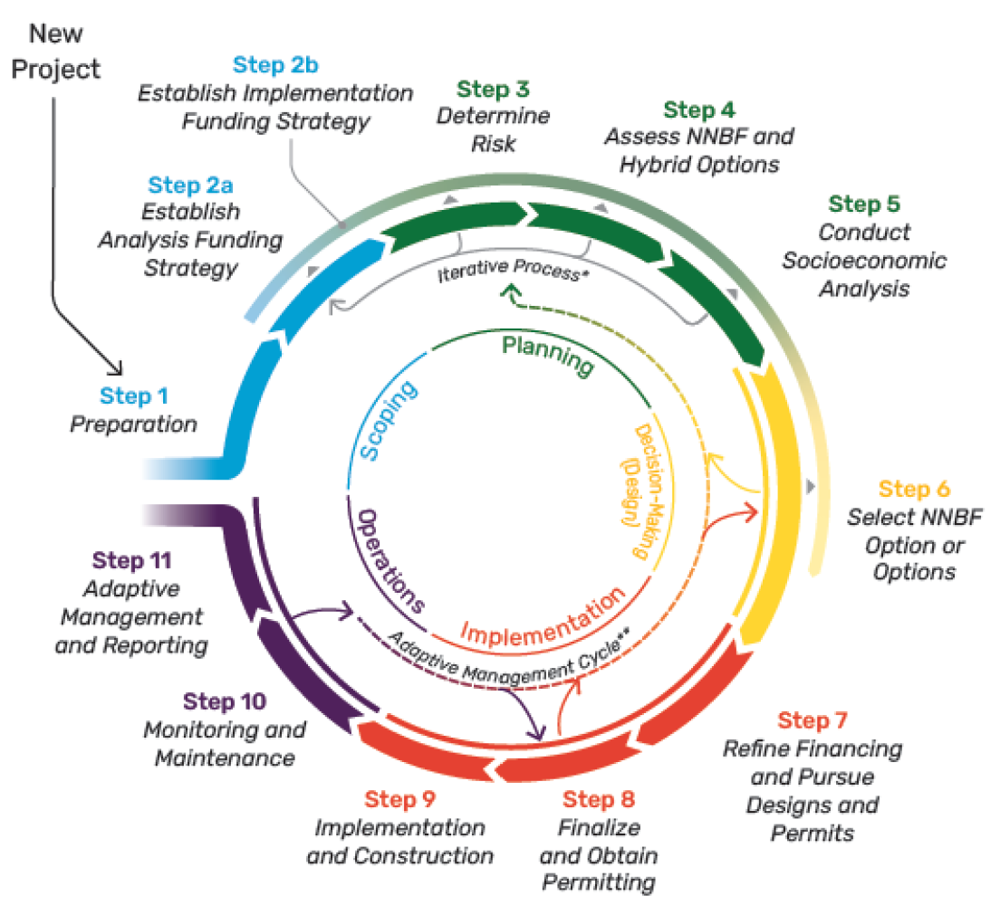 New
Project
Step 2b
Establish Implementation
Funding Strategy
Step 3
Determine
Risk
Step 4
Assess NNBF and
Hybrid Options
Step 2a
Establish
Analysis Funding
Strategy
Step 5
Conduct
Socioeconomic
Analysis
Iterative Process*
Step 1
Preparation
Planning
Scoping
Decision-Making
(Design)
Operations
Implementation
Adaptive Management Cycle**
Step 6
Select NNBF
Option or
Options
Step 11
Adaptive
Management
and Reporting
Step 10
Monitoring and
Maintenance
Step 7
Refine Financing
and Pursue
Designs and
Permits
Step 9
Implementation
and Construction
Step 8
Finalize
and Obtain
Permitting